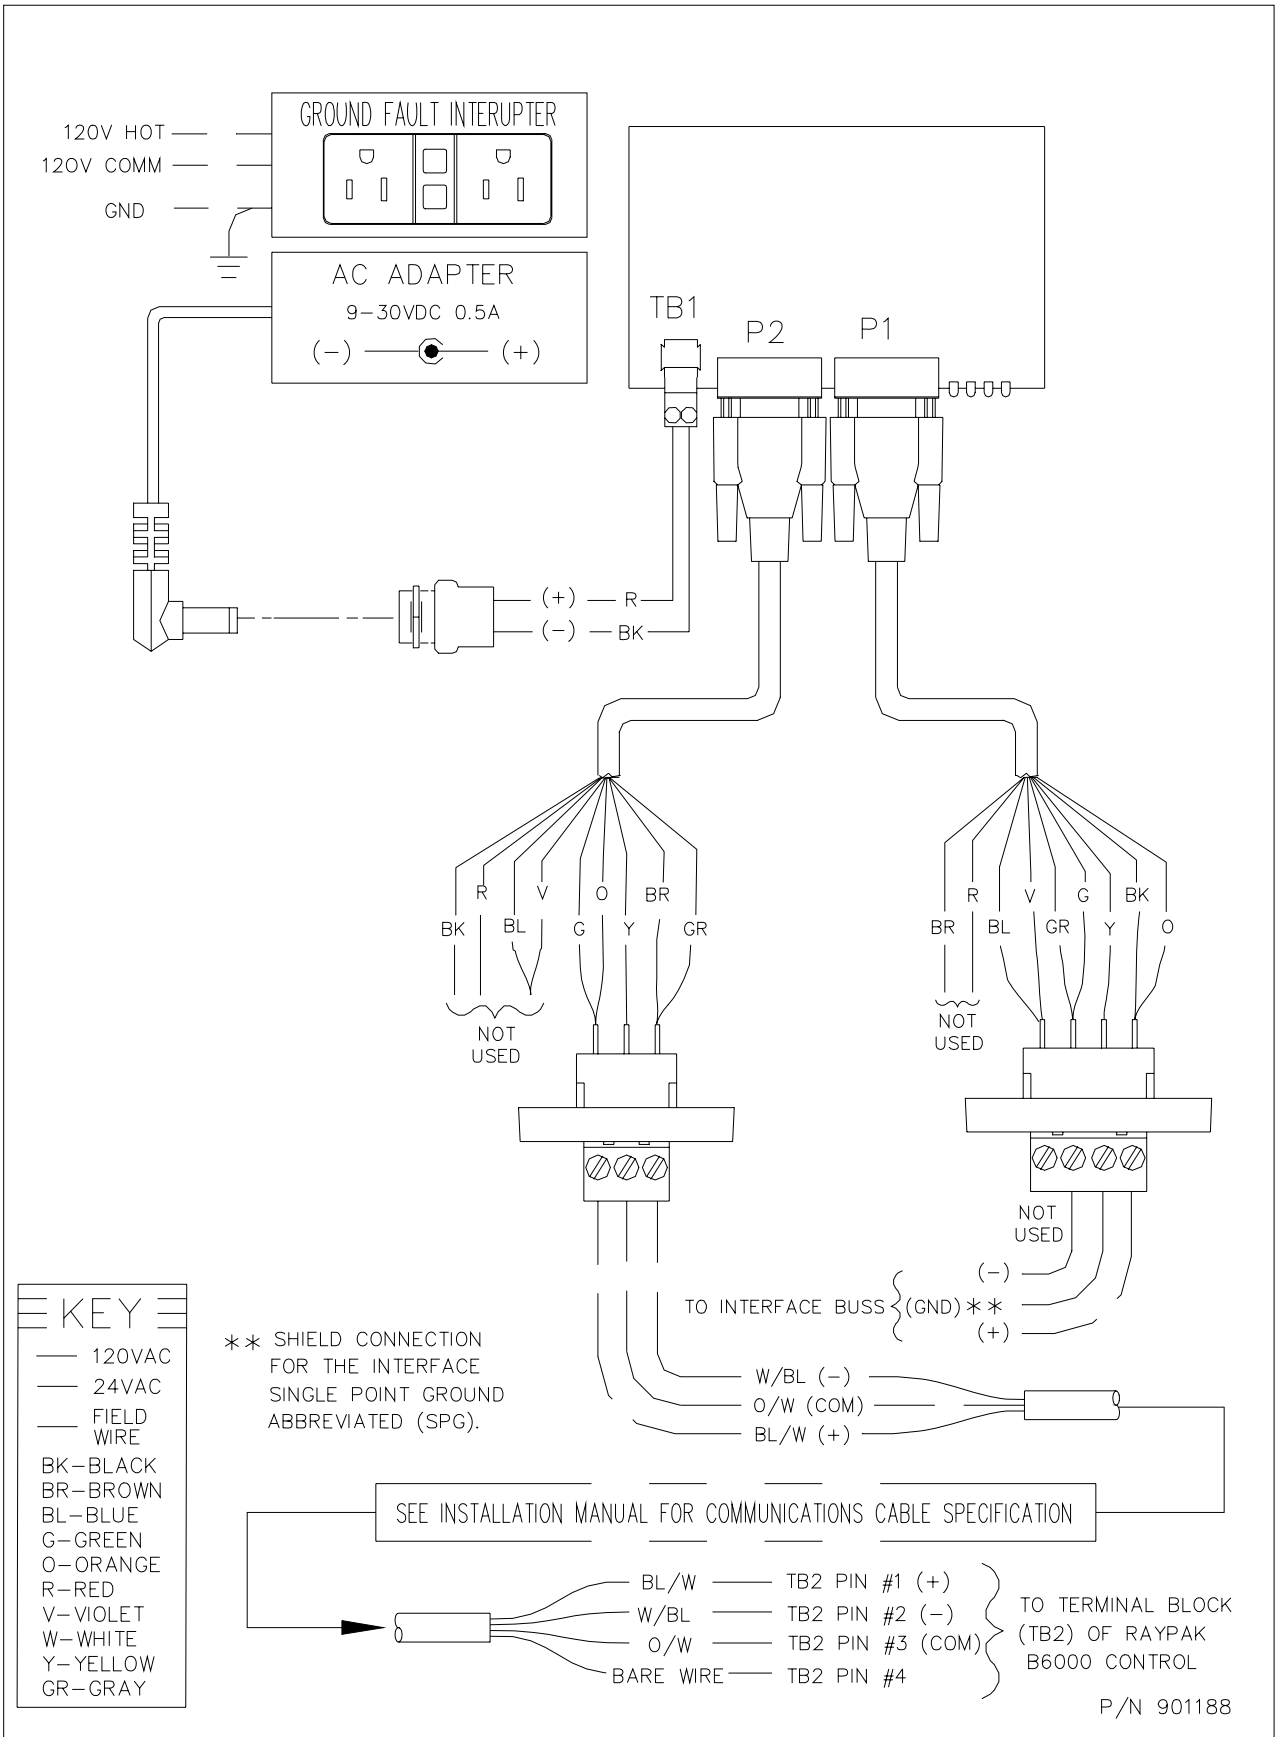 GROUND FAULT INTERUPTER
120V HOT
120V COMM
GND
AC ADAPTER
9-30VDC 0.5A
(-) (+)
TB1
P2
P1
(+) R
(-) BK
R V O BR
BK BL G Y GR
NOT
USED
R V G BK
BR BL GR Y O
NOT
USED
NOT
USED
(-)
TO INTERFACE BUSS (GND) **
(+)
KEY
120VAC
24VAC
FIELD
WIRE
BK-BLACK
BR-BROWN
BL-BLUE
G-GREEN
O-ORANGE
R-RED
V-VIOLET
W-WHITE
Y-YELLOW
GR-GRAY
** SHIELD CONNECTION
FOR THE INTERFACE
SINGLE POINT GROUND
ABBREVIATED (SPG).
W/BL (-)
O/W (COM)
BL/W (+)
SEE INSTALLATION MANUAL FOR COMMUNICATIONS CABLE SPECIFICATION
BL/W TB2 PIN #1 (+)
W/BL TB2 PIN #2 (-)
O/W TB2 PIN #3 (COM)
BARE WIRE TB2 PIN #4
TO TERMINAL BLOCK
(TB2) OF RAYPAK
B6000 CONTROL
P/N 901188